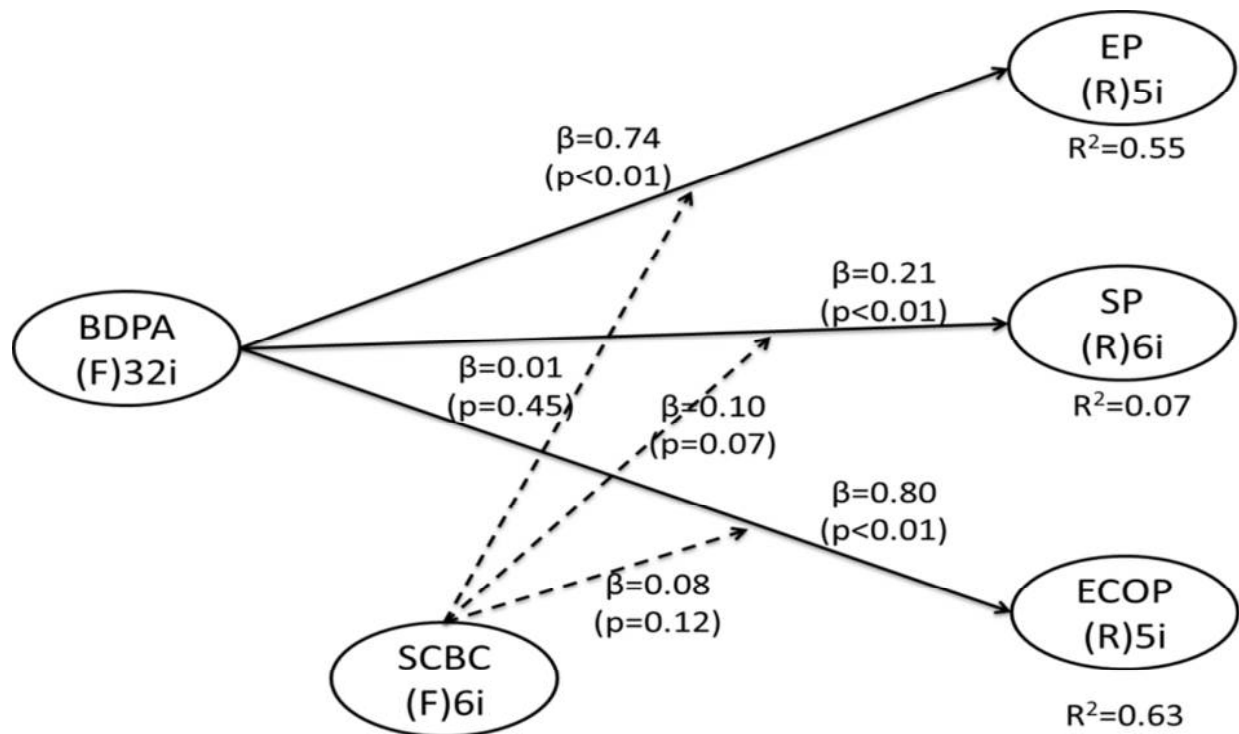 EP
(R)5i
R²=0.55
β=0.74
(p<0.01)
β=0.21
(p<0.01)
SP
(R)6i
R²=0.07
BDPA
(F)32i
β=0.01
(p=0.45)
β=0.10
(p=0.07)
β=0.80
(p<0.01)
β=0.08
(p=0.12)
ECOP
(R)5i
R²=0.63
SCBC
(F)6i